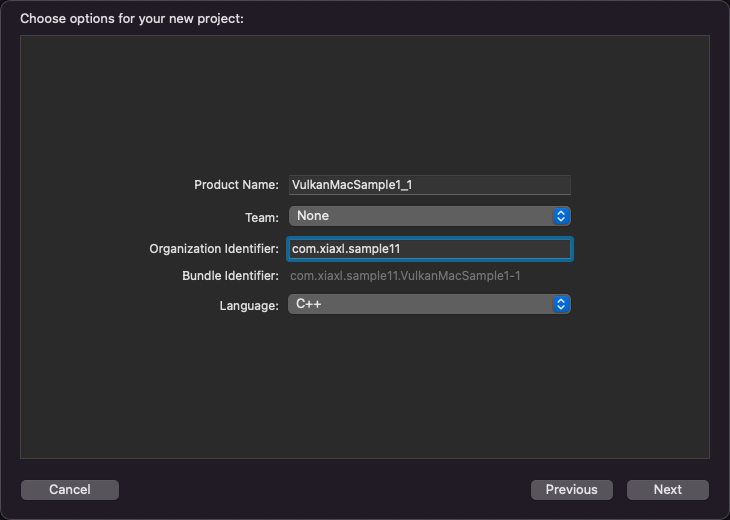 Choose options for your new project:
Product Name: VulkanMacSample1_1
Team: None
Organization Identifier: com.xiaxl.sample11
Bundle Identifier: com.xiaxl.sample11.VulkanMacSample1-1
Language: C++
Cancel Previous Next